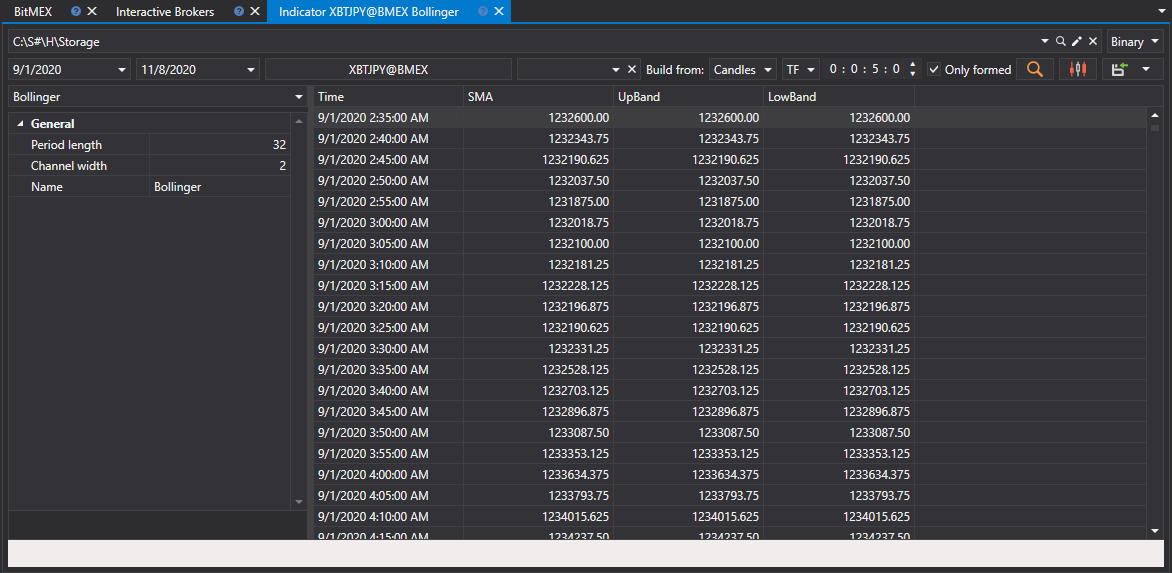 BitMEX Interactive Brokers Indicator XBTJPY@BMEX Bollinger
C:\S#\H\Storage Binary
9/1/2020 11/8/2020 XBTJPY@BMEX Build from: Candles TF 0 : 0 : 5 : 0 Only formed
Bollinger
General
Period length 32
Channel width 2
Name Bollinger
Time SMA UpBand LowBand
9/1/2020 2:35:00 AM 1232600.00 1232600.00 1232600.00
9/1/2020 2:40:00 AM 1232343.75 1232343.75 1232343.75
9/1/2020 2:45:00 AM 1232190.625 1232190.625 1232190.625
9/1/2020 2:50:00 AM 1232037.50 1232037.50 1232037.50
9/1/2020 2:55:00 AM 1231875.00 1231875.00 1231875.00
9/1/2020 3:00:00 AM 1232018.75 1232018.75 1232018.75
9/1/2020 3:05:00 AM 1232100.00 1232100.00 1232100.00
9/1/2020 3:10:00 AM 1232181.25 1232181.25 1232181.25
9/1/2020 3:15:00 AM 1232228.125 1232228.125 1232228.125
9/1/2020 3:20:00 AM 1232196.875 1232196.875 1232196.875
9/1/2020 3:25:00 AM 1232190.625 1232190.625 1232190.625
9/1/2020 3:30:00 AM 1232331.25 1232331.25 1232331.25
9/1/2020 3:35:00 AM 1232528.125 1232528.125 1232528.125
9/1/2020 3:40:00 AM 1232703.125 1232703.125 1232703.125
9/1/2020 3:45:00 AM 1232896.875 1232896.875 1232896.875
9/1/2020 3:50:00 AM 1233087.50 1233087.50 1233087.50
9/1/2020 3:55:00 AM 1233353.125 1233353.125 1233353.125
9/1/2020 4:00:00 AM 1233634.375 1233634.375 1233634.375
9/1/2020 4:05:00 AM 1233793.75 1233793.75 1233793.75
9/1/2020 4:10:00 AM 1234015.625 1234015.625 1234015.625
9/1/2020 4:15:00 AM 1234237.50 1234237.50 1234237.50